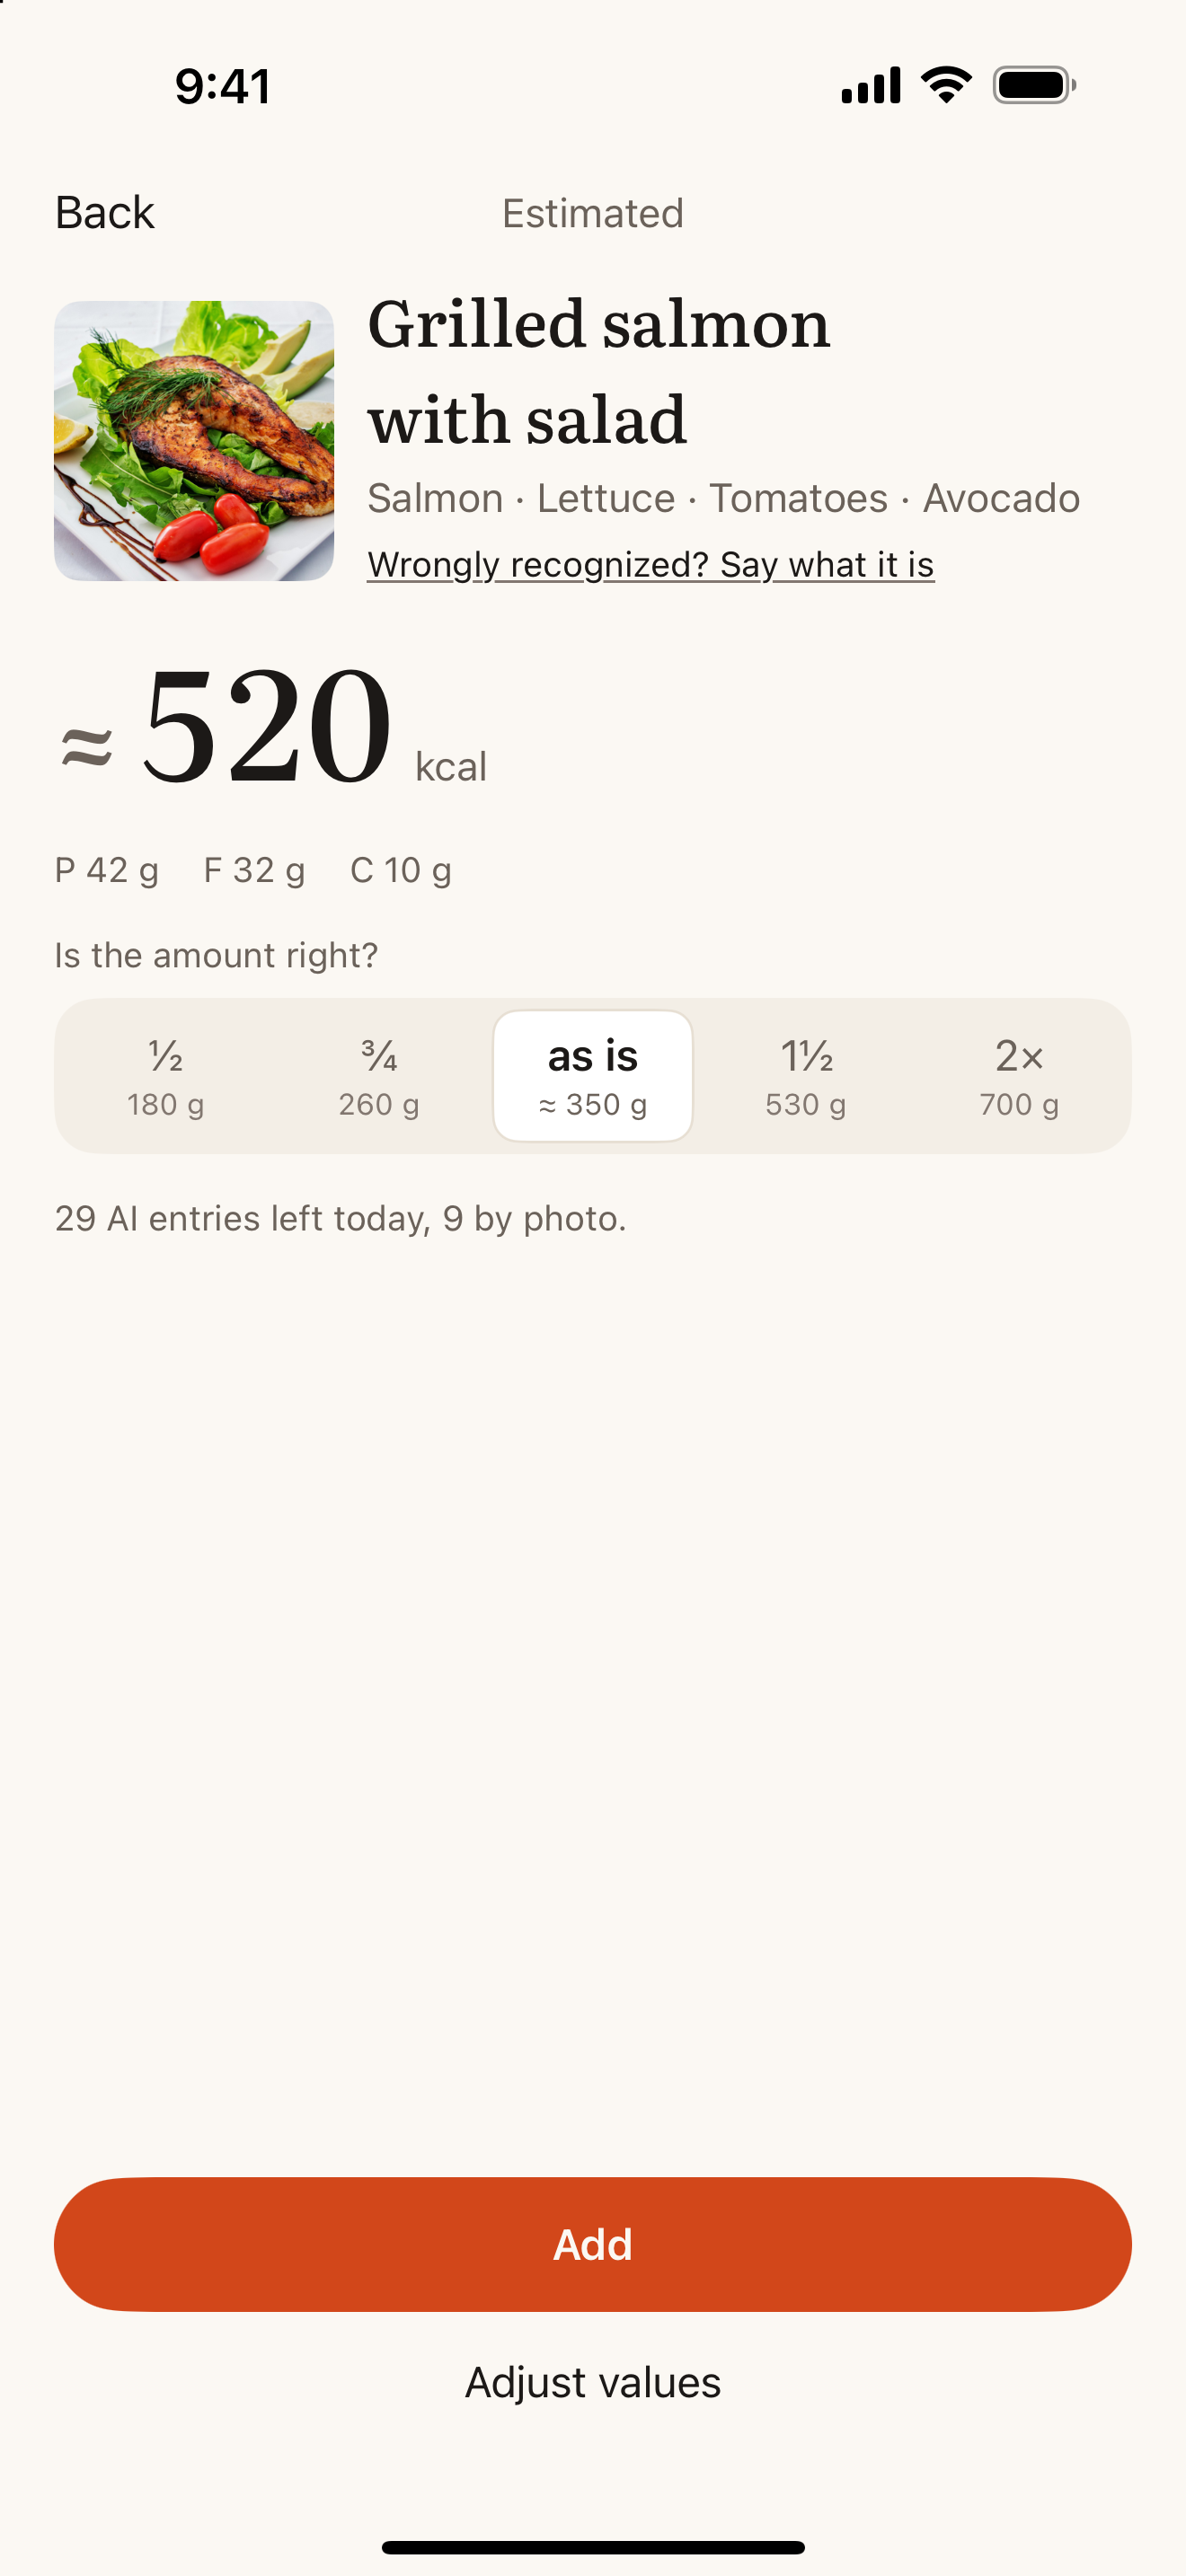 9:41
Back
Estimated
Grilled salmon
with salad
Salmon · Lettuce · Tomatoes · Avocado
Wrongly recognized? Say what it is
≈ 520 kcal
P 42 g F 32 g C 10 g
Is the amount right?
½ ¾ as is 1½ 2×
180 g 260 g ≈ 350 g 530 g 700 g
29 AI entries left today, 9 by photo.
Add
Adjust values